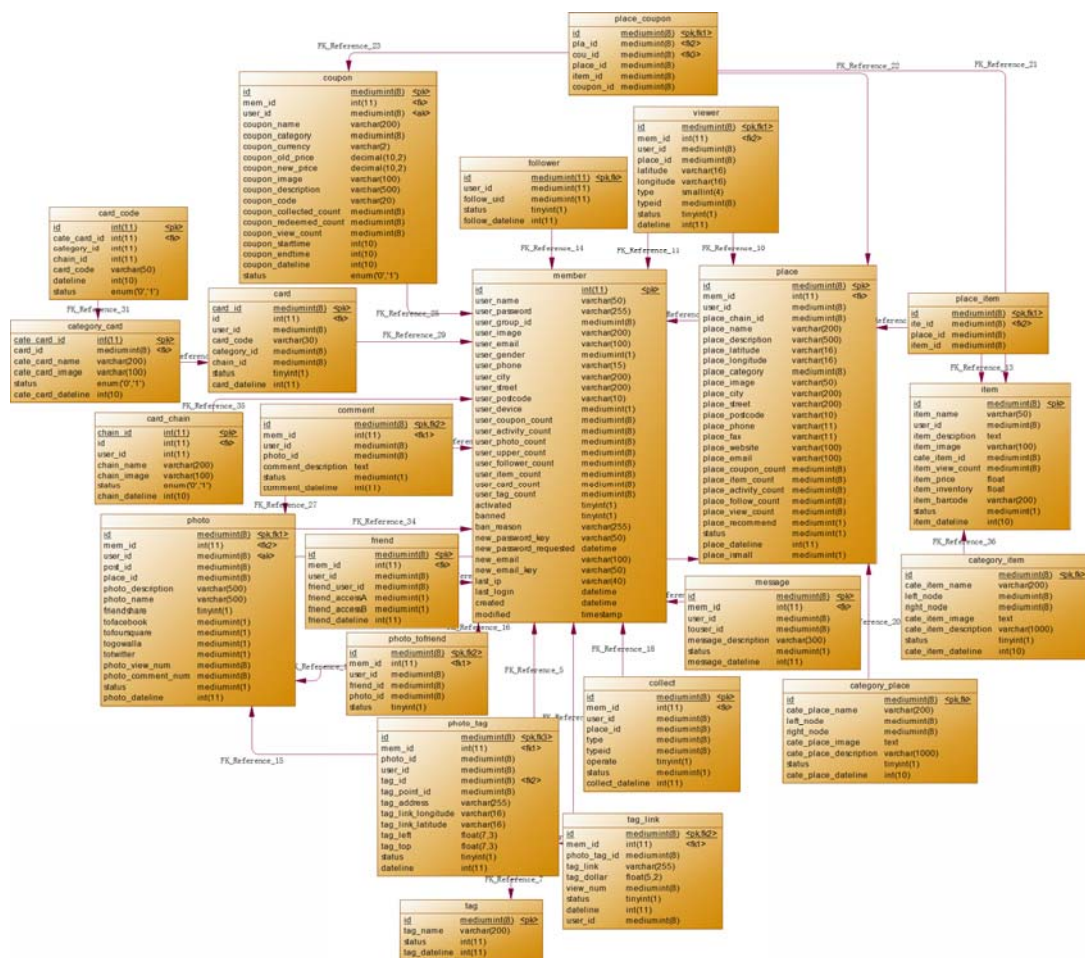 place_coupon
id mediumint(8) <pk,fk1>
pla_id mediumint(8) <fk2>
cou_id mediumint(8) <fk3>
place_id mediumint(8)
item_id mediumint(8)
coupon_id mediumint(8)
FK_Reference_23
FK_Reference_22
FK_Reference_21
coupon
id mediumint(8) <pk>
mem_id int(11) <fk>
user_id mediumint(8) <ak>
coupon_name varchar(200)
coupon_category mediumint(8)
coupon_currency varchar(2)
coupon_old_price decimal(10,2)
coupon_new_price decimal(10,2)
coupon_image varchar(100)
coupon_description varchar(500)
coupon_code varchar(20)
coupon_collected_count mediumint(8)
coupon_redeemed_count mediumint(8)
coupon_view_count mediumint(8)
coupon_starttime int(10)
coupon_endtime int(10)
coupon_dateline int(10)
status enum('0','1')
viewer
id mediumint(8) <pk,fk1>
mem_id int(11) <fk2>
user_id mediumint(8)
place_id mediumint(8)
latitude varchar(16)
longitude varchar(16)
type smallint(4)
typeid mediumint(8)
status tinyint(1)
dateline int(11)
follower
id mediumint(11) <pk,fk>
user_id mediumint(11)
follow_uid mediumint(11)
status tinyint(1)
follow_dateline int(11)
FK_Reference_14
FK_Reference_11
FK_Reference_10
card_code
id int(11) <pk>
cate_card_id int(11) <fk>
category_id int(11)
chain_id int(11)
card_code varchar(50)
dateline int(10)
status enum('0','1')
FK_Reference_31
category_card
cate_card_id int(11) <pk>
card_id mediumint(8) <fk>
cate_card_name varchar(200)
cate_card_image varchar(100)
status enum('0','1')
cate_card_dateline int(10)
card
card_id mediumint(8) <pk>
id int(11) <fk>
user_id mediumint(8)
card_code varchar(30)
category_id mediumint(8)
chain_id mediumint(8)
status tinyint(1)
card_dateline int(11)
FK_Reference_28
FK_Reference_29
member
id int(11) <pk>
user_name varchar(50)
user_password varchar(255)
user_group_id mediumint(8)
user_image varchar(200)
user_email varchar(100)
user_gender mediumint(1)
user_phone varchar(15)
user_city varchar(200)
user_street varchar(200)
user_postcode varchar(10)
user_device mediumint(1)
user_coupon_count mediumint(8)
user_activity_count mediumint(8)
user_photo_count mediumint(8)
user_upper_count mediumint(8)
user_follower_count mediumint(8)
user_item_count mediumint(8)
user_card_count mediumint(8)
user_tag_count mediumint(8)
activated tinyint(1)
banned tinyint(1)
ban_reason varchar(255)
new_password_key varchar(50)
new_password_requested datetime
new_email varchar(100)
new_email_key varchar(50)
last_ip varchar(40)
last_login datetime
created datetime
modified timestamp
place
id mediumint(8) <pk>
mem_id int(11) <fk>
user_id mediumint(8)
place_chain_id mediumint(8)
place_name varchar(200)
place_description varchar(500)
place_latitude varchar(16)
place_longitude varchar(16)
place_category mediumint(8)
place_image varchar(50)
place_city varchar(200)
place_street varchar(200)
place_postcode varchar(10)
place_phone varchar(11)
place_fax varchar(11)
place_website varchar(100)
place_email varchar(100)
place_coupon_count mediumint(8)
place_item_count mediumint(8)
place_activity_count mediumint(8)
place_follow_count mediumint(8)
place_view_count mediumint(8)
place_recommend mediumint(1)
status mediumint(1)
place_dateline int(11)
place_ismall mediumint(1)
place_item
id mediumint(8) <pk,fk1>
ite_id mediumint(8) <fk2>
place_id mediumint(8)
item_id mediumint(8)
item
id mediumint(8) <pk>
item_name varchar(50)
user_id mediumint(8)
item_desciption text
item_image varchar(100)
cate_item_id mediumint(8)
item_view_count mediumint(8)
item_price float
item_inventory float
item_barcode varchar(200)
status mediumint(1)
item_dateline int(10)
FK_Reference_36
category_item
id mediumint(8) <pk,fk>
cate_item_name varchar(200)
left_node mediumint(8)
right_node mediumint(8)
cate_item_image text
cate_item_description varchar(1000)
status tinyint(1)
cate_item_dateline int(10)
card_chain
chain_id int(11) <pk>
id int(11) <fk>
user_id int(11)
chain_name varchar(200)
chain_image varchar(100)
status enum('0','1')
chain_dateline int(10)
comment
id mediumint(8) <pk,fk2>
mem_id int(11) <fk1>
user_id mediumint(8)
photo_id mediumint(8)
comment_description text
status mediumint(1)
comment_dateline int(11)
FK_Reference_27
FK_Reference_34
photo
id mediumint(8) <pk,fk1>
mem_id int(11) <fk2>
user_id mediumint(8) <ak>
post_id mediumint(8)
place_id mediumint(8)
photo_description varchar(500)
photo_name varchar(500)
friendshare tinyint(1)
tofacebook mediumint(1)
tofoursquare mediumint(1)
togowalla mediumint(1)
totwitter mediumint(1)
photo_view_num mediumint(8)
photo_comment_num mediumint(8)
status mediumint(1)
photo_dateline int(11)
friend
id mediumint(8) <pk>
mem_id int(11) <fk>
user_id mediumint(8)
friend_user_id mediumint(8)
friend_accessA mediumint(1)
friend_accessB mediumint(1)
friend_dateline int(11)
photo_tofriend
id mediumint(8) <pk,fk2>
mem_id int(11) <fk1>
user_id mediumint(8)
friend_id mediumint(8)
photo_id mediumint(8)
status tinyint(1)
FK_Reference_5
FK_Reference_18
message
id mediumint(8) <pk>
mem_id int(11) <fk>
user_id mediumint(8)
touser_id mediumint(8)
message_description varchar(300)
status mediumint(1)
message_dateline int(11)
collect
id mediumint(8) <pk>
mem_id int(11) <fk>
user_id mediumint(8)
place_id mediumint(8)
type mediumint(8)
typeid mediumint(8)
operate tinyint(1)
status mediumint(1)
collect_dateline int(11)
category_place
id mediumint(8) <pk,fk>
cate_place_name varchar(200)
left_node mediumint(8)
right_node mediumint(8)
cate_place_image text
cate_place_description varchar(1000)
status tinyint(1)
cate_place_dateline int(10)
FK_Reference_15
photo_tag
id mediumint(8) <pk,fk3>
mem_id int(11) <fk1>
photo_id mediumint(8)
user_id mediumint(8)
tag_id mediumint(8) <fk2>
tag_point_id mediumint(8)
tag_address varchar(255)
tag_link_longitude varchar(16)
tag_link_latitude varchar(16)
tag_left float(7,3)
tag_top float(7,3)
status tinyint(1)
dateline int(11)
tag_link
id mediumint(8) <pk,fk2>
mem_id int(11) <fk1>
photo_tag_id mediumint(8)
tag_link varchar(255)
tag_dollar float(5,2)
view_num mediumint(8)
status tinyint(1)
dateline int(11)
user_id mediumint(8)
FK_Reference_7
tag
id mediumint(8) <pk>
tag_name varchar(200)
status int(11)
tag_dateline int(11)